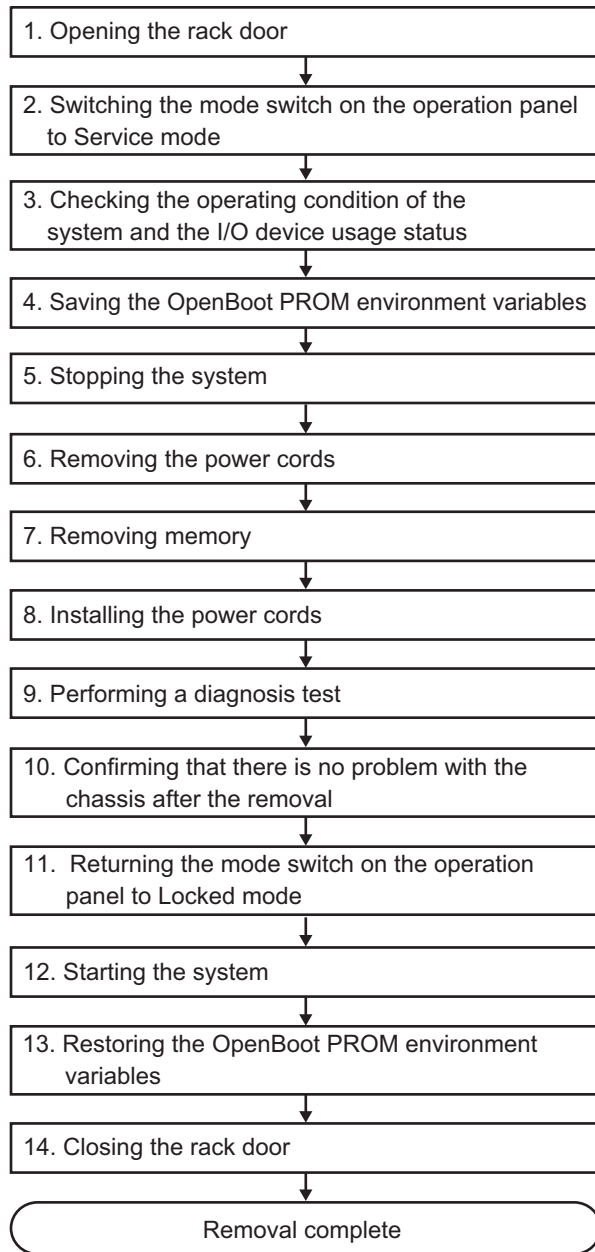 1. Opening the rack door
2. Switching the mode switch on the operation panel
to Service mode
3. Checking the operating condition of the
system and the I/O device usage status
4. Saving the OpenBoot PROM environment variables
5. Stopping the system
6. Removing the power cords
7. Removing memory
8. Installing the power cords
9. Performing a diagnosis test
10. Confirming that there is no problem with the
chassis after the removal
11. Returning the mode switch on the operation
panel to Locked mode
12. Starting the system
13. Restoring the OpenBoot PROM environment
variables
14. Closing the rack door
Removal complete